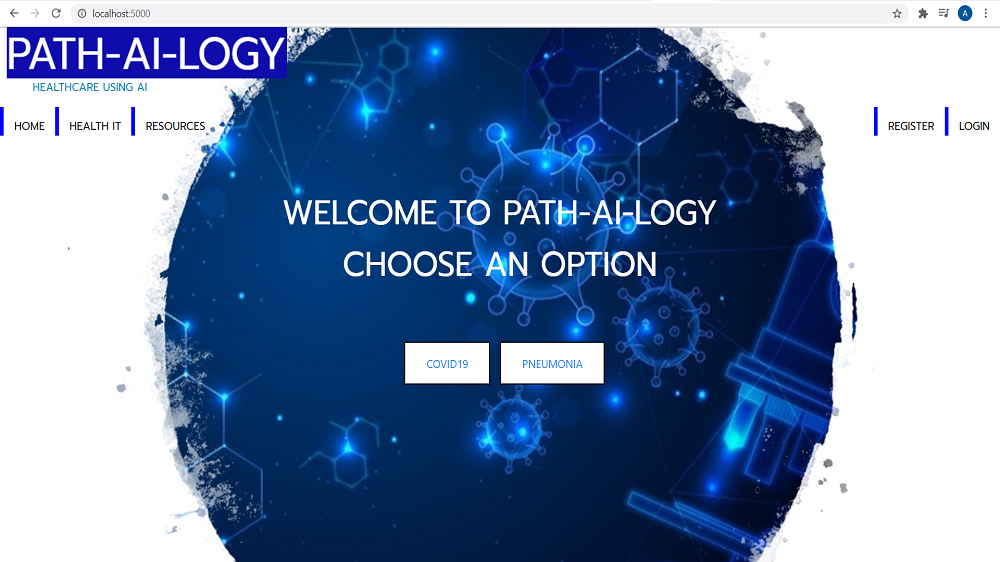 localhost:5000
A
PATH-AI-LOGY
HEALTHCARE USING AI
HOME HEALTH IT RESOURCES REGISTER LOGIN
WELCOME TO PATH-AI-LOGY
CHOOSE AN OPTION
COVID19 PNEUMONIA